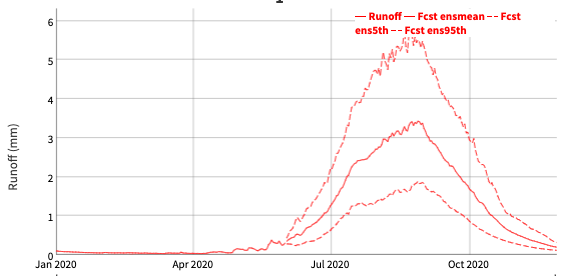 — Runoff — Fcst ensmean -- Fcst
ens5th -- Fcst ens95th
6
5
4
3
2
1
0
Runoff (mm)
Jan 2020
Apr 2020
Jul 2020
Oct 2020